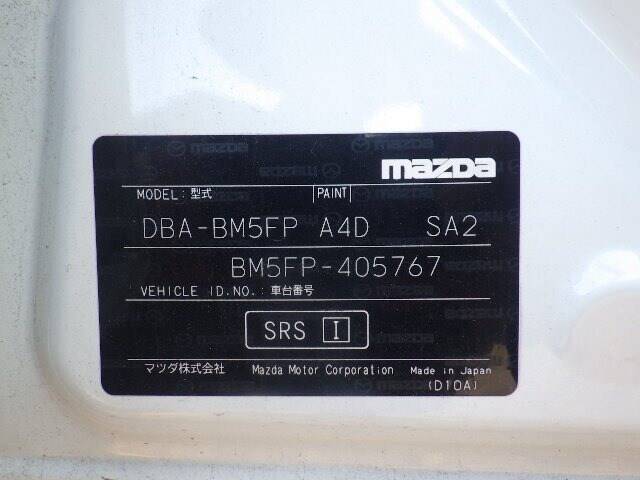 mazda
MODEL: 型式 PAINT
DBA-BM5FP A4D SA2
BM5FP-405767
VEHICLE ID.NO.: 車台番号
SRS I
マツダ株式会社 Mazda Motor Corporation Made in Japan
(D10A)